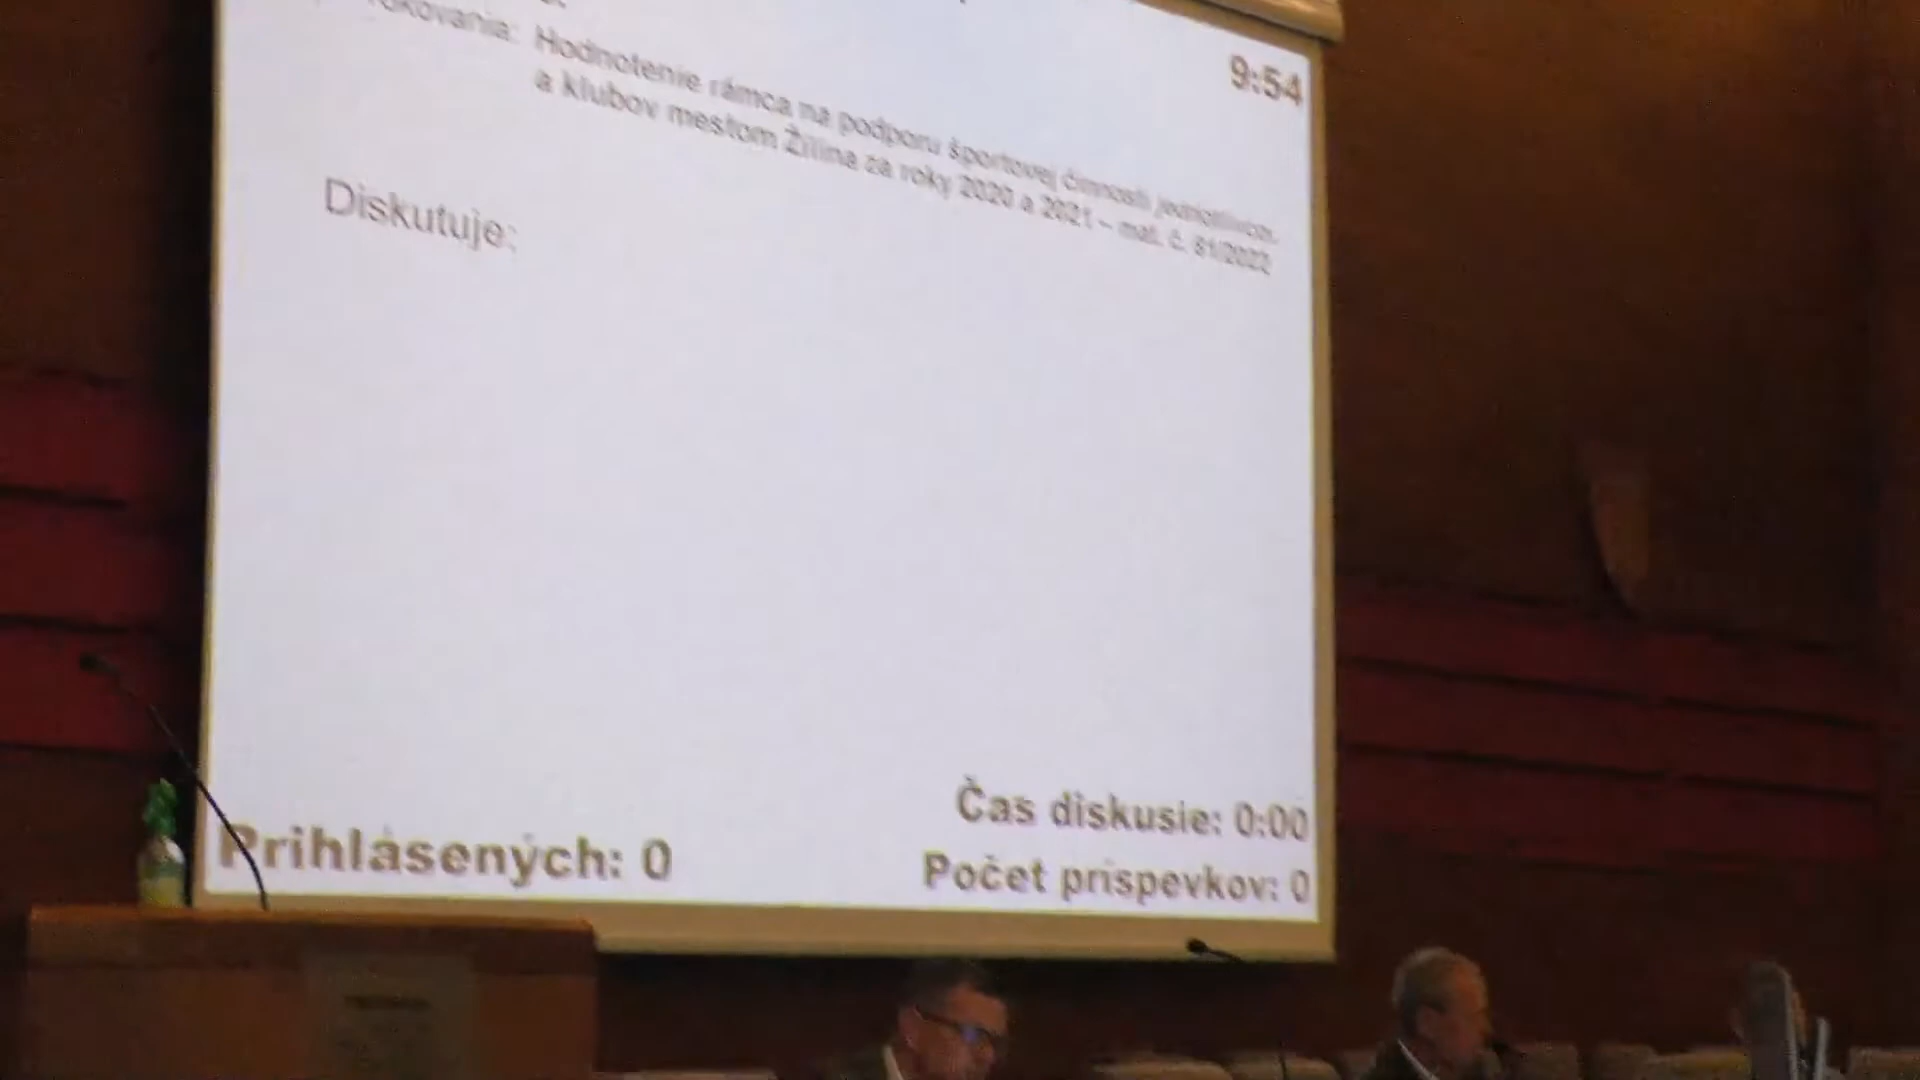 9:54
rokovania: Hodnotenie rámca na podporu športovej činnosti jednotlivcov
a klubov mestom Žilina za roky 2020 a 2021 – mat. č. 81/2022
Diskutuje:
Čas diskusie: 0:00
Prihlásených: 0
Počet príspevkov: 0